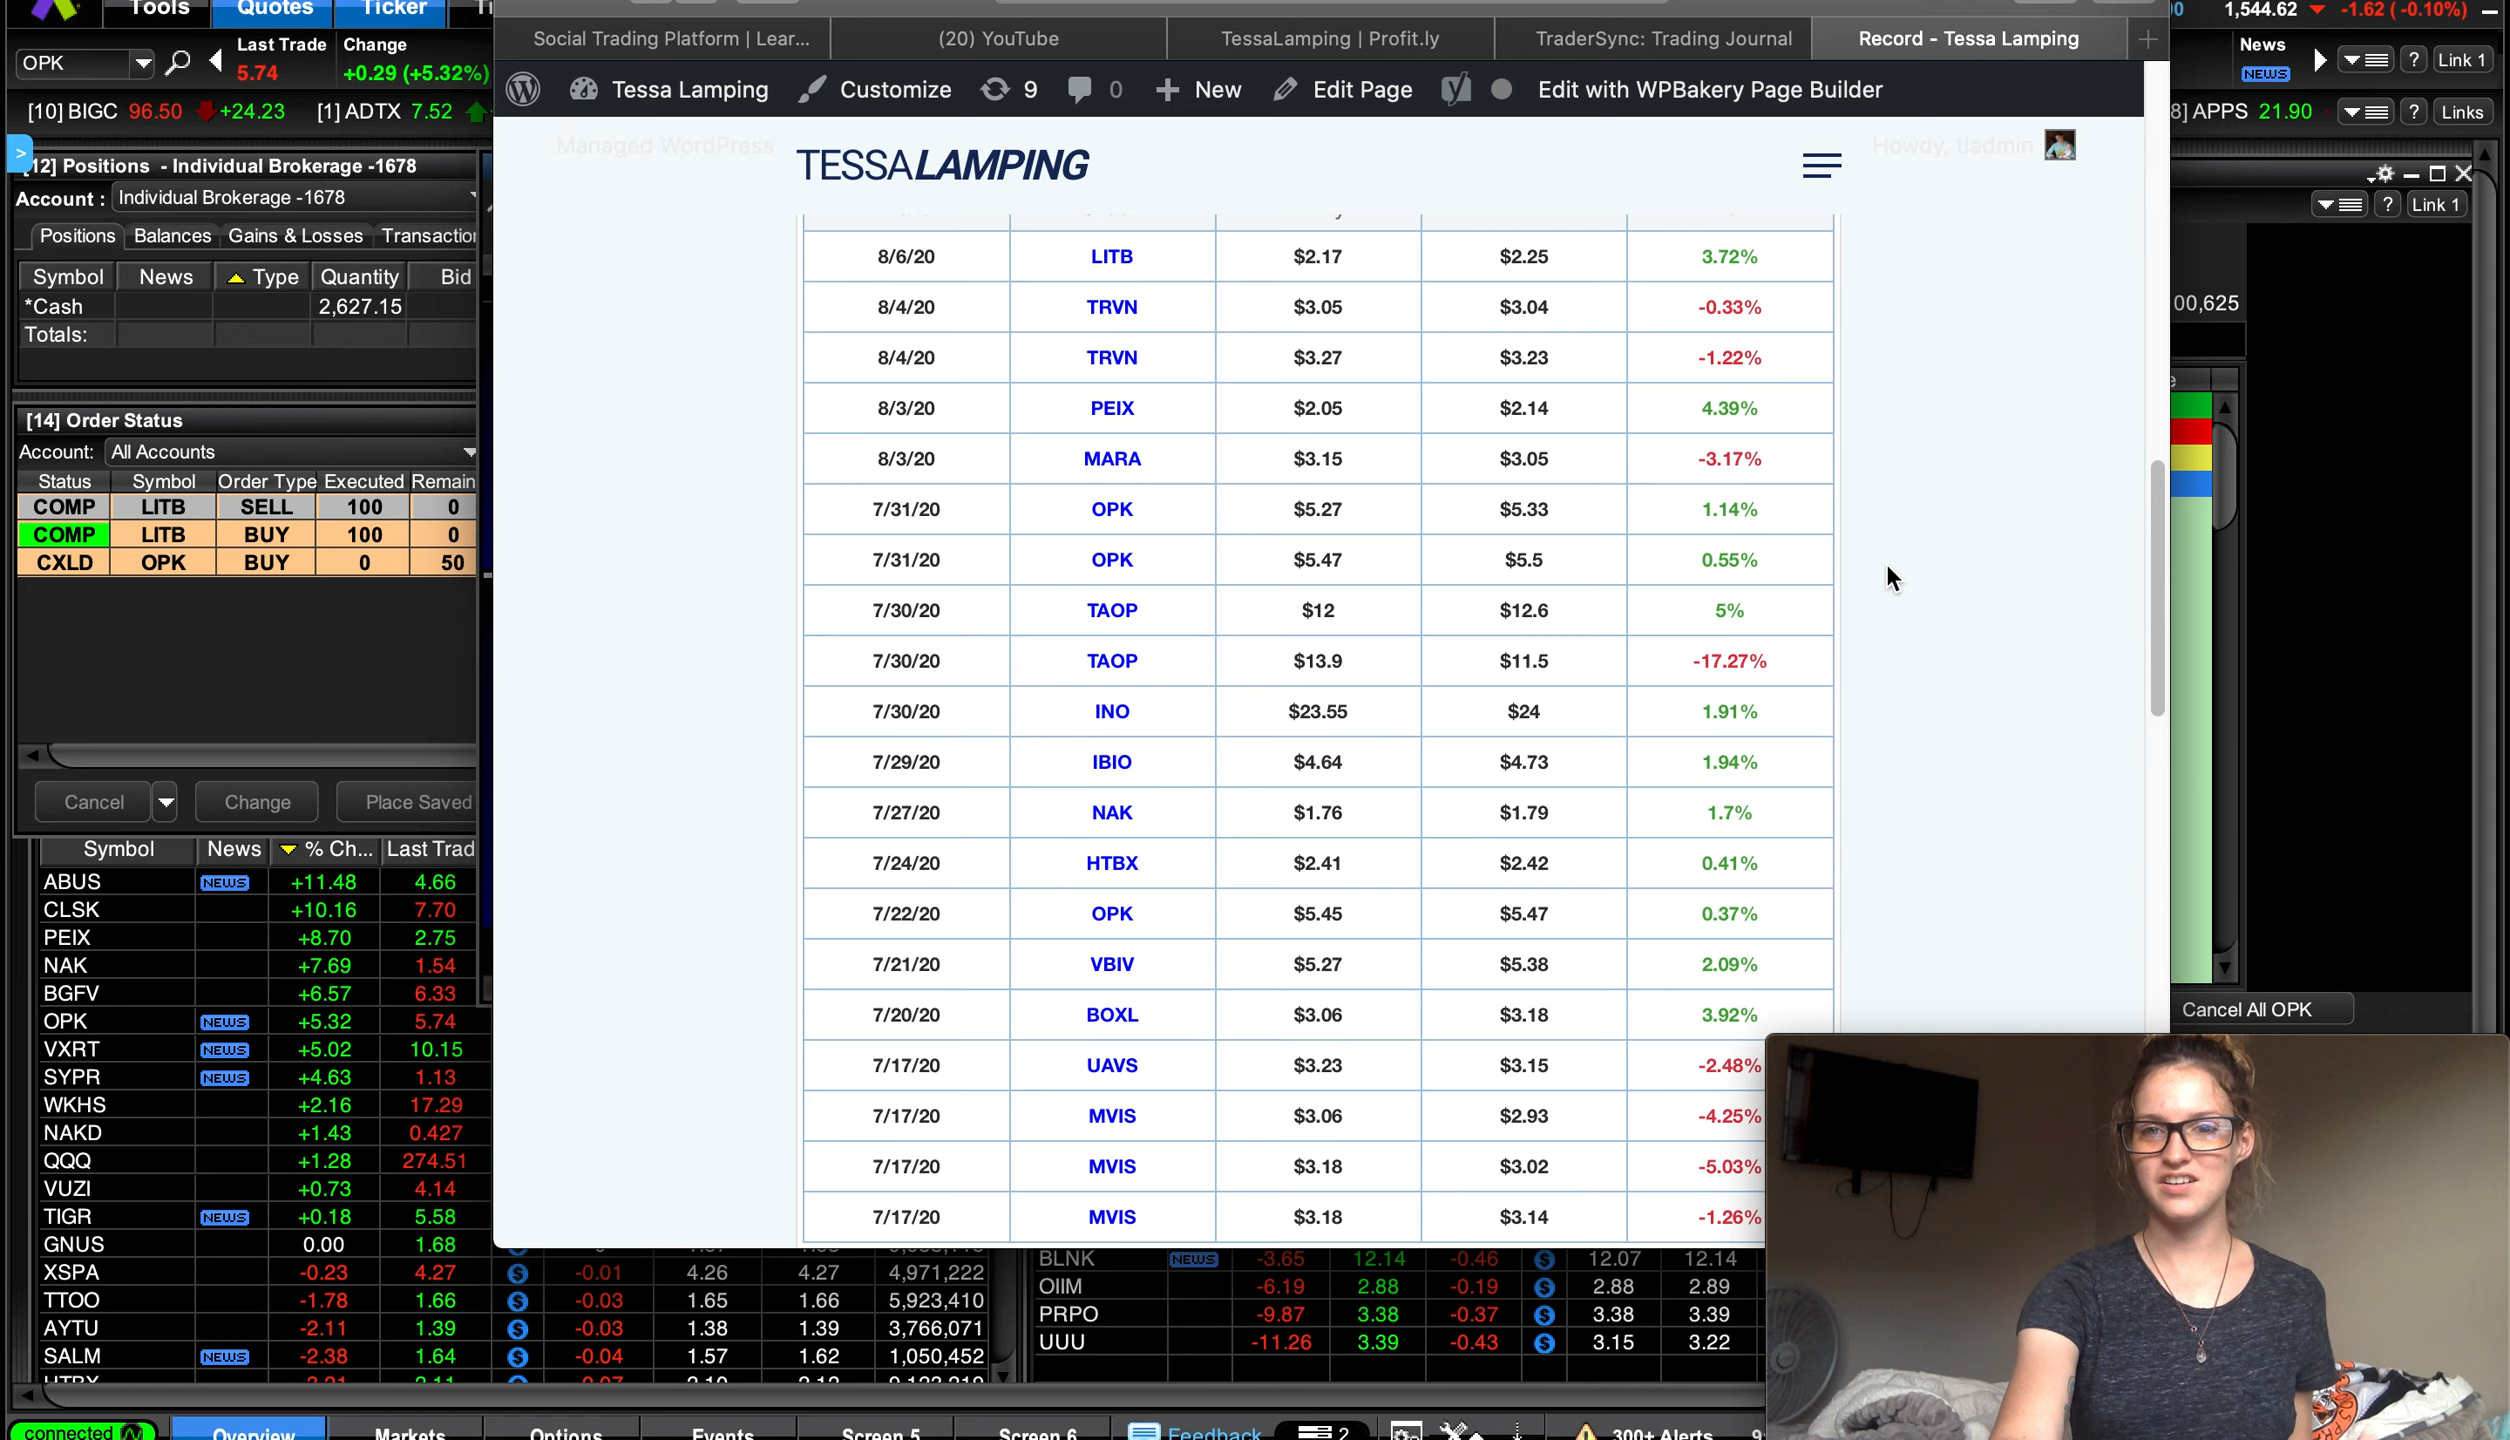 Tools Quotes Ticker
1,544.62 -1.62 ( -0.10%)
OPK
Last Trade
5.74
Change
+0.29 (+5.32%)
News
NEWS
? Link 1
[10] BIGC 96.50 +24.23 [1] ADTX 7.52
APPS 21.90 ? Links
Social Trading Platform | Lear...
(20) YouTube
TessaLamping | Profit.ly
TraderSync: Trading Journal
Record - Tessa Lamping
Tessa Lamping Customize 9 0 New Edit Page Edit with WPBakery Page Builder
Managed WordPress
Howdy, tladmin
TESSALAMPING
[12] Positions - Individual Brokerage -1678
Account : Individual Brokerage -1678
Positions Balances Gains & Losses
Symbol News Type Quantity Bid
*Cash 2,627.15
Totals:
[14] Order Status
Account: All Accounts
Status Symbol Order Type Executed Remain
COMP LITB SELL 100 0
COMP LITB BUY 100 0
CXLD OPK BUY 0 50
Cancel Change Place Saved
8/6/20 LITB $2.17 $2.25 3.72%
8/4/20 TRVN $3.05 $3.04 -0.33%
8/4/20 TRVN $3.27 $3.23 -1.22%
8/3/20 PEIX $2.05 $2.14 4.39%
8/3/20 MARA $3.15 $3.05 -3.17%
7/31/20 OPK $5.27 $5.33 1.14%
7/31/20 OPK $5.47 $5.5 0.55%
7/30/20 TAOP $12 $12.6 5%
7/30/20 TAOP $13.9 $11.5 -17.27%
7/30/20 INO $23.55 $24 1.91%
7/29/20 IBIO $4.64 $4.73 1.94%
7/27/20 NAK $1.76 $1.79 1.7%
7/24/20 HTBX $2.41 $2.42 0.41%
7/22/20 OPK $5.45 $5.47 0.37%
7/21/20 VBIV $5.27 $5.38 2.09%
7/20/20 BOXL $3.06 $3.18 3.92%
7/17/20 UAVS $3.23 $3.15 -2.48%
7/17/20 MVIS $3.06 $2.93 -4.25%
7/17/20 MVIS $3.18 $3.02 -5.03%
7/17/20 MVIS $3.18 $3.14 -1.26%
? Link 1
00,625
Cancel All OPK
Symbol News % Ch... Last Trad
ABUS NEWS +11.48 4.66
CLSK +10.16 7.70
PEIX +8.70 2.75
NAK +7.69 1.54
BGFV +6.57 6.33
OPK NEWS +5.32 5.74
VXRT NEWS +5.02 10.15
SYPR NEWS +4.63 1.13
WKHS +2.16 17.29
NAKD +1.43 0.427
QQQ +1.28 274.51
VUZI +0.73 4.14
TIGR NEWS +0.18 5.58
GNUS 0.00 1.68
XSPA -0.23 4.27 -0.01 4.26 4.27 4,971,222
TTOO -1.78 1.66 -0.03 1.65 1.66 5,923,410
AYTU -2.11 1.39 -0.03 1.38 1.39 3,766,071
SALM NEWS -2.38 1.64 -0.04 1.57 1.62 1,050,452
BLNK NEWS -3.65 12.14 -0.46 12.07 12.14
OIIM -6.19 2.88 -0.19 2.88 2.89
PRPO -9.87 3.38 -0.37 3.38 3.39
UUU -11.26 3.39 -0.43 3.15 3.22
connected Overview Markets Options Events Screen 5 Screen 6 Feedback 2 300+ Alerts